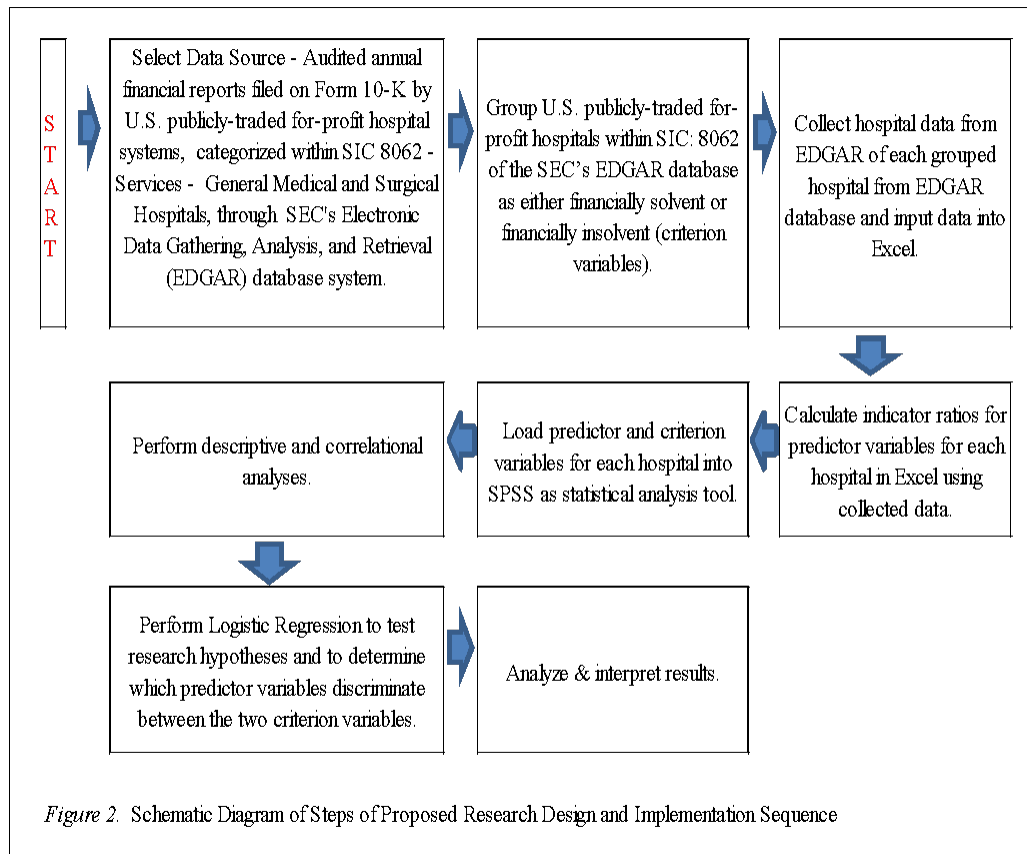 S
T
A
R
T
Select Data Source - Audited annual
financial reports filed on Form 10-K by
U.S. publicly-traded for-profit hospital
systems, categorized within SIC 8062 -
Services - General Medical and Surgical
Hospitals, through SEC's Electronic
Data Gathering, Analysis, and Retrieval
(EDGAR) database system.
Group U.S. publicly-traded for-
profit hospitals within SIC: 8062
of the SEC’s EDGAR database
as either financially solvent or
financially insolvent (criterion
variables).
Collect hospital data from
EDGAR of each grouped
hospital from EDGAR
database and input data into
Excel.
Calculate indicator ratios for
predictor variables for each
hospital in Excel using
collected data.
Load predictor and criterion
variables for each hospital into
SPSS as statistical analysis tool.
Perform descriptive and correlational
analyses.
Perform Logistic Regression to test
research hypotheses and to determine
which predictor variables discriminate
between the two criterion variables.
Analyze & interpret results.
Figure 2. Schematic Diagram of Steps of Proposed Research Design and Implementation Sequence